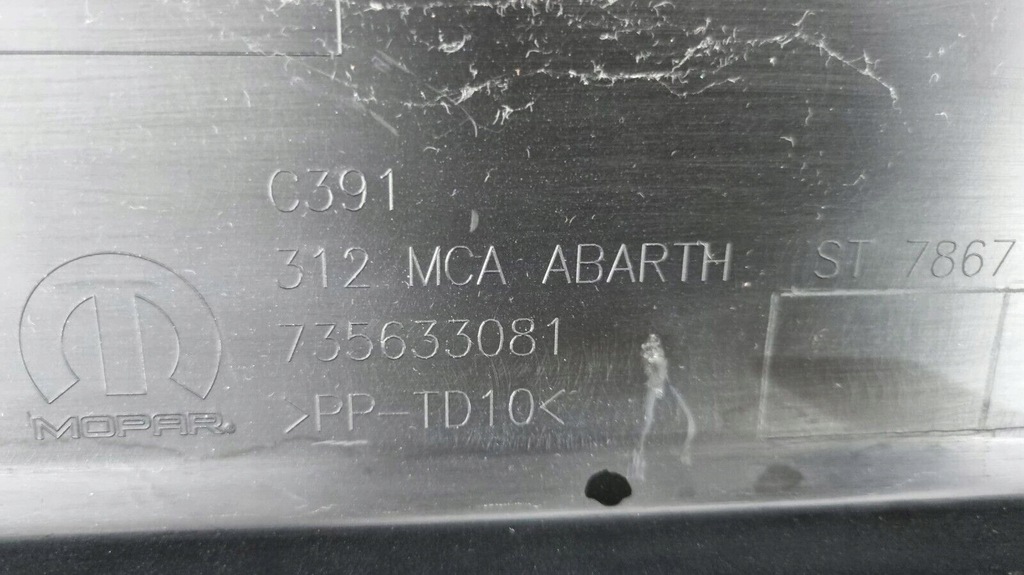 C391
312 MCA ABARTH ST 7867
735633081
>PP-TD10<
MOPAR.